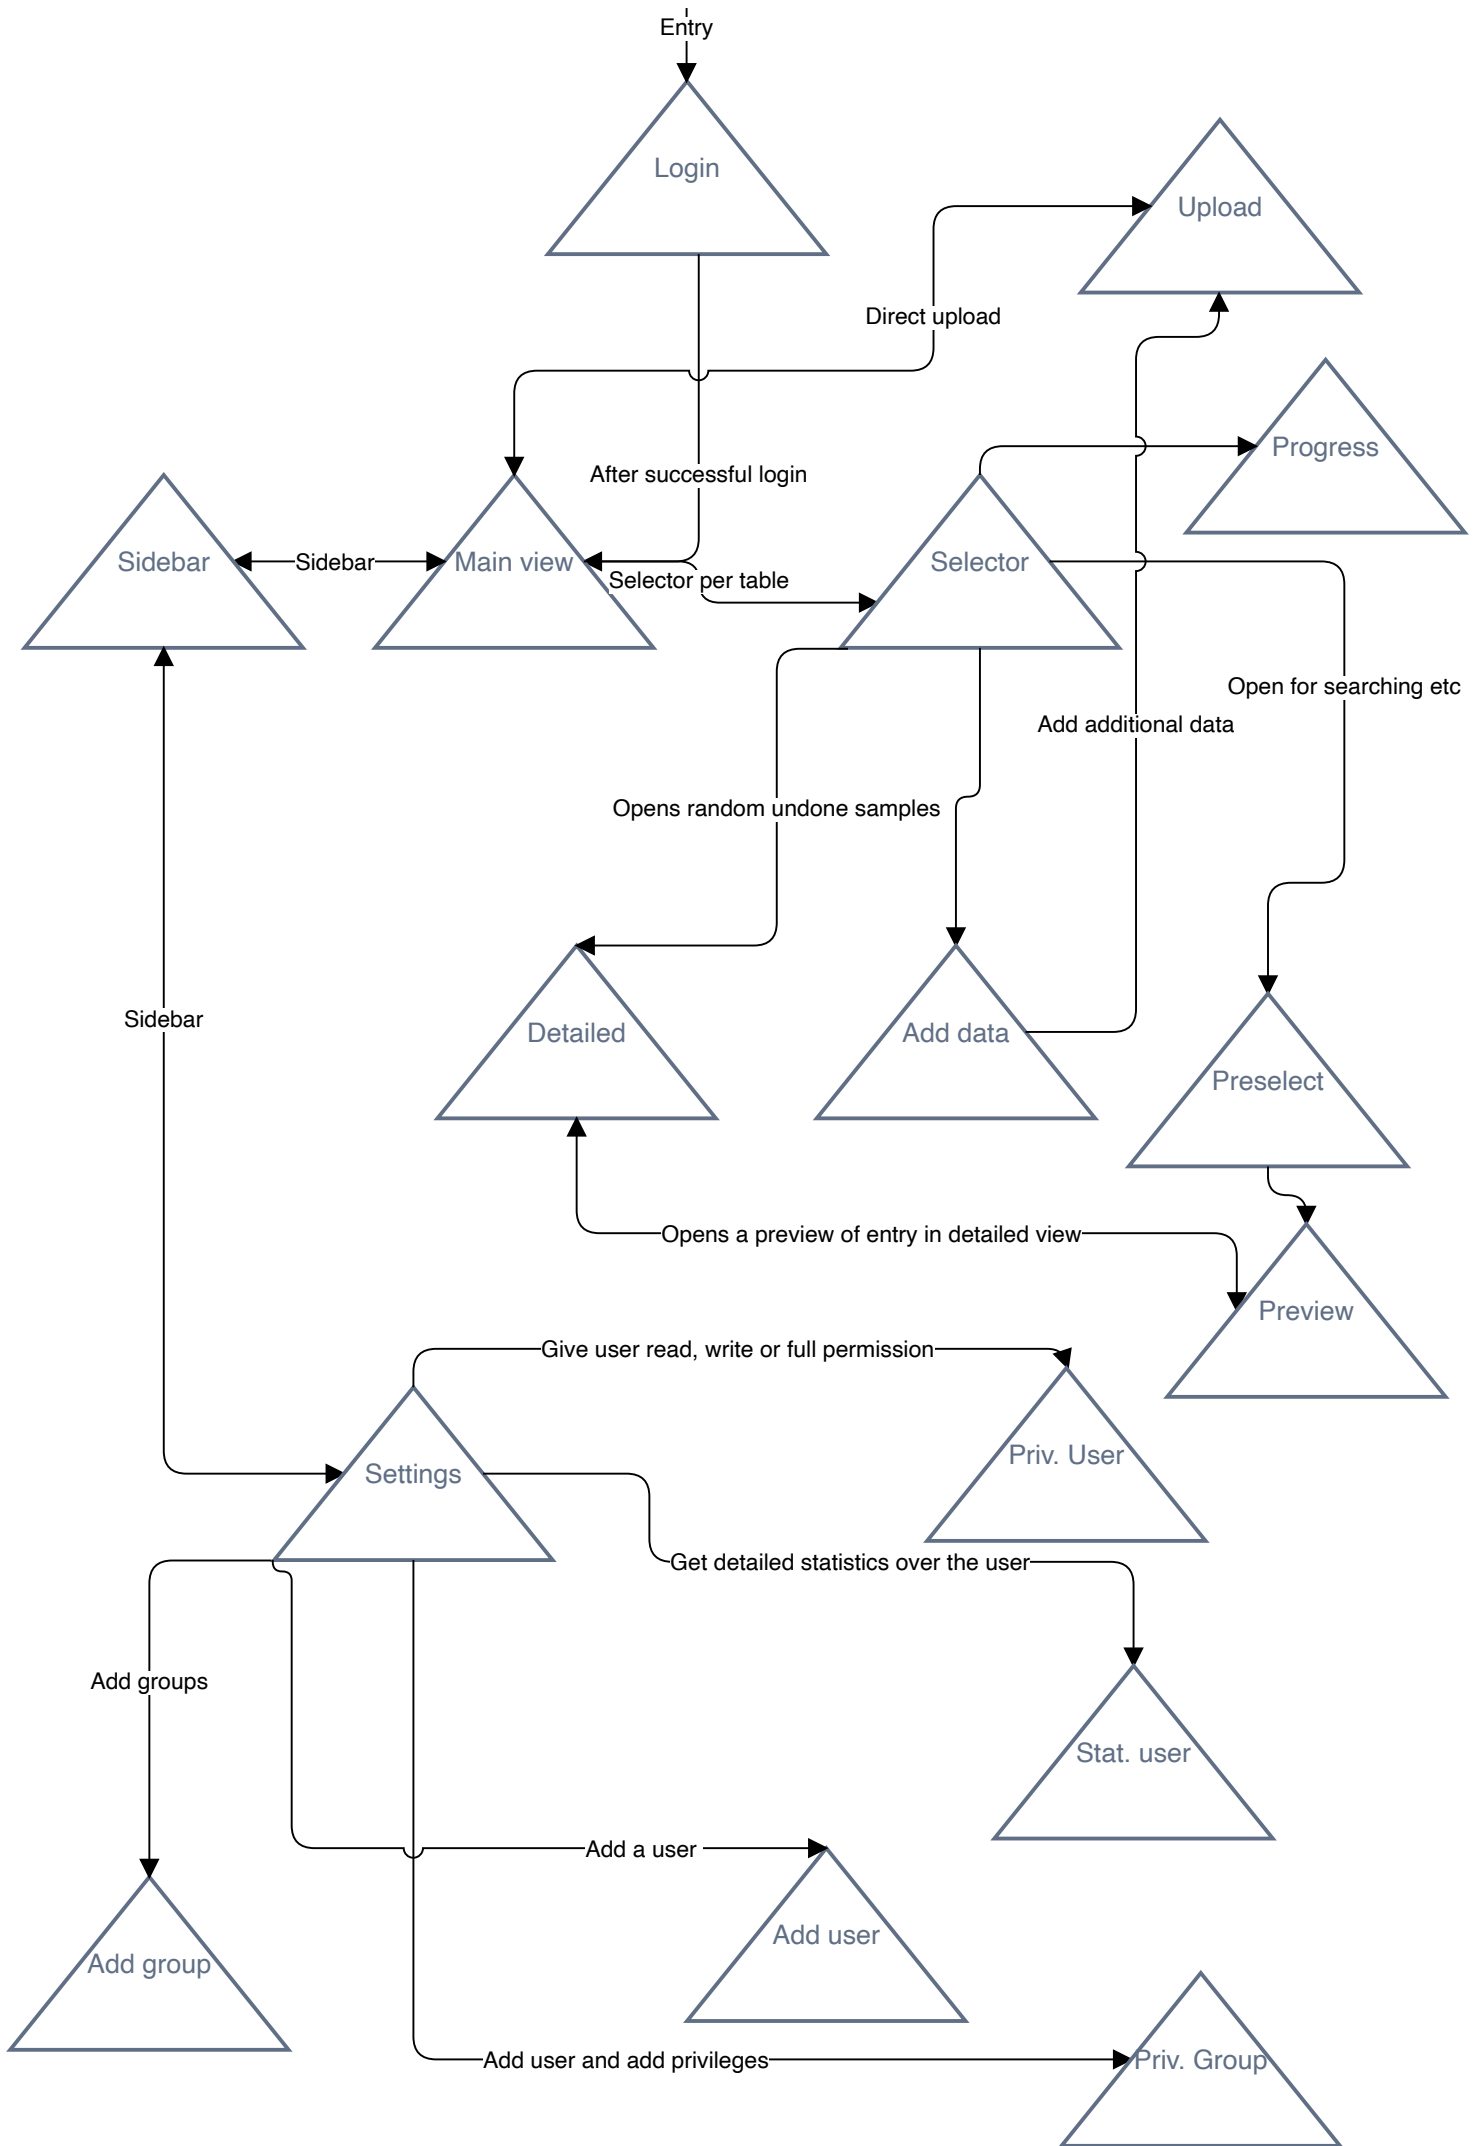 Entry
Login
Upload
Direct upload
Progress
After successful login
Sidebar
Sidebar
Main view
Selector per table
Selector
Open for searching etc
Add additional data
Opens random undone samples
Sidebar
Detailed
Add data
Preselect
Opens a preview of entry in detailed view
Preview
Give user read, write or full permission
Priv. User
Settings
Get detailed statistics over the user
Add groups
Stat. user
Add a user
Add user
Add group
Add user and add privileges
Priv. Group